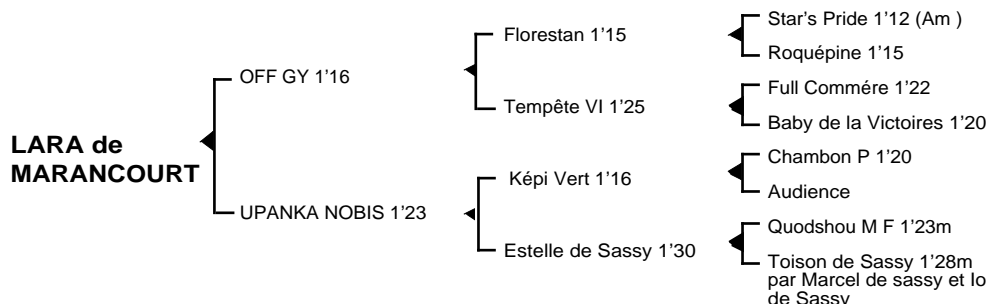 Star’s Pride 1’12 (Am )
Florestan 1’15
Roquépine 1’15
OFF GY 1’16
Full Commére 1’22
Tempête VI 1’25
Baby de la Victoires 1’20
LARA de
MARANCOURT
Chambon P 1’20
Képi Vert 1’16
Audience
UPANKA NOBIS 1’23
Quodshou M F 1’23m
Estelle de Sassy 1’30
Toison de Sassy 1’28m
par Marcel de sassy et Io
de Sassy